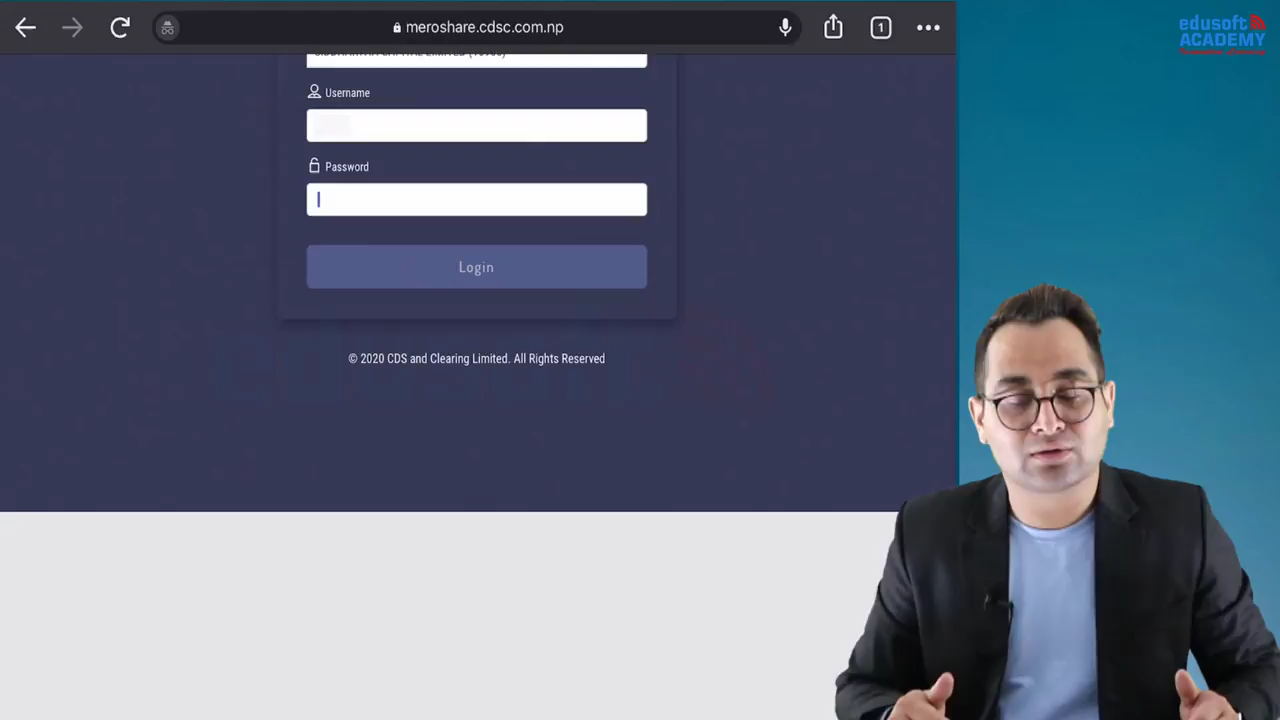 meroshare.cdsc.com.np
1
edusoft
ACADEMY
Username
Password
Login
© 2020 CDS and Clearing Limited. All Rights Reserved